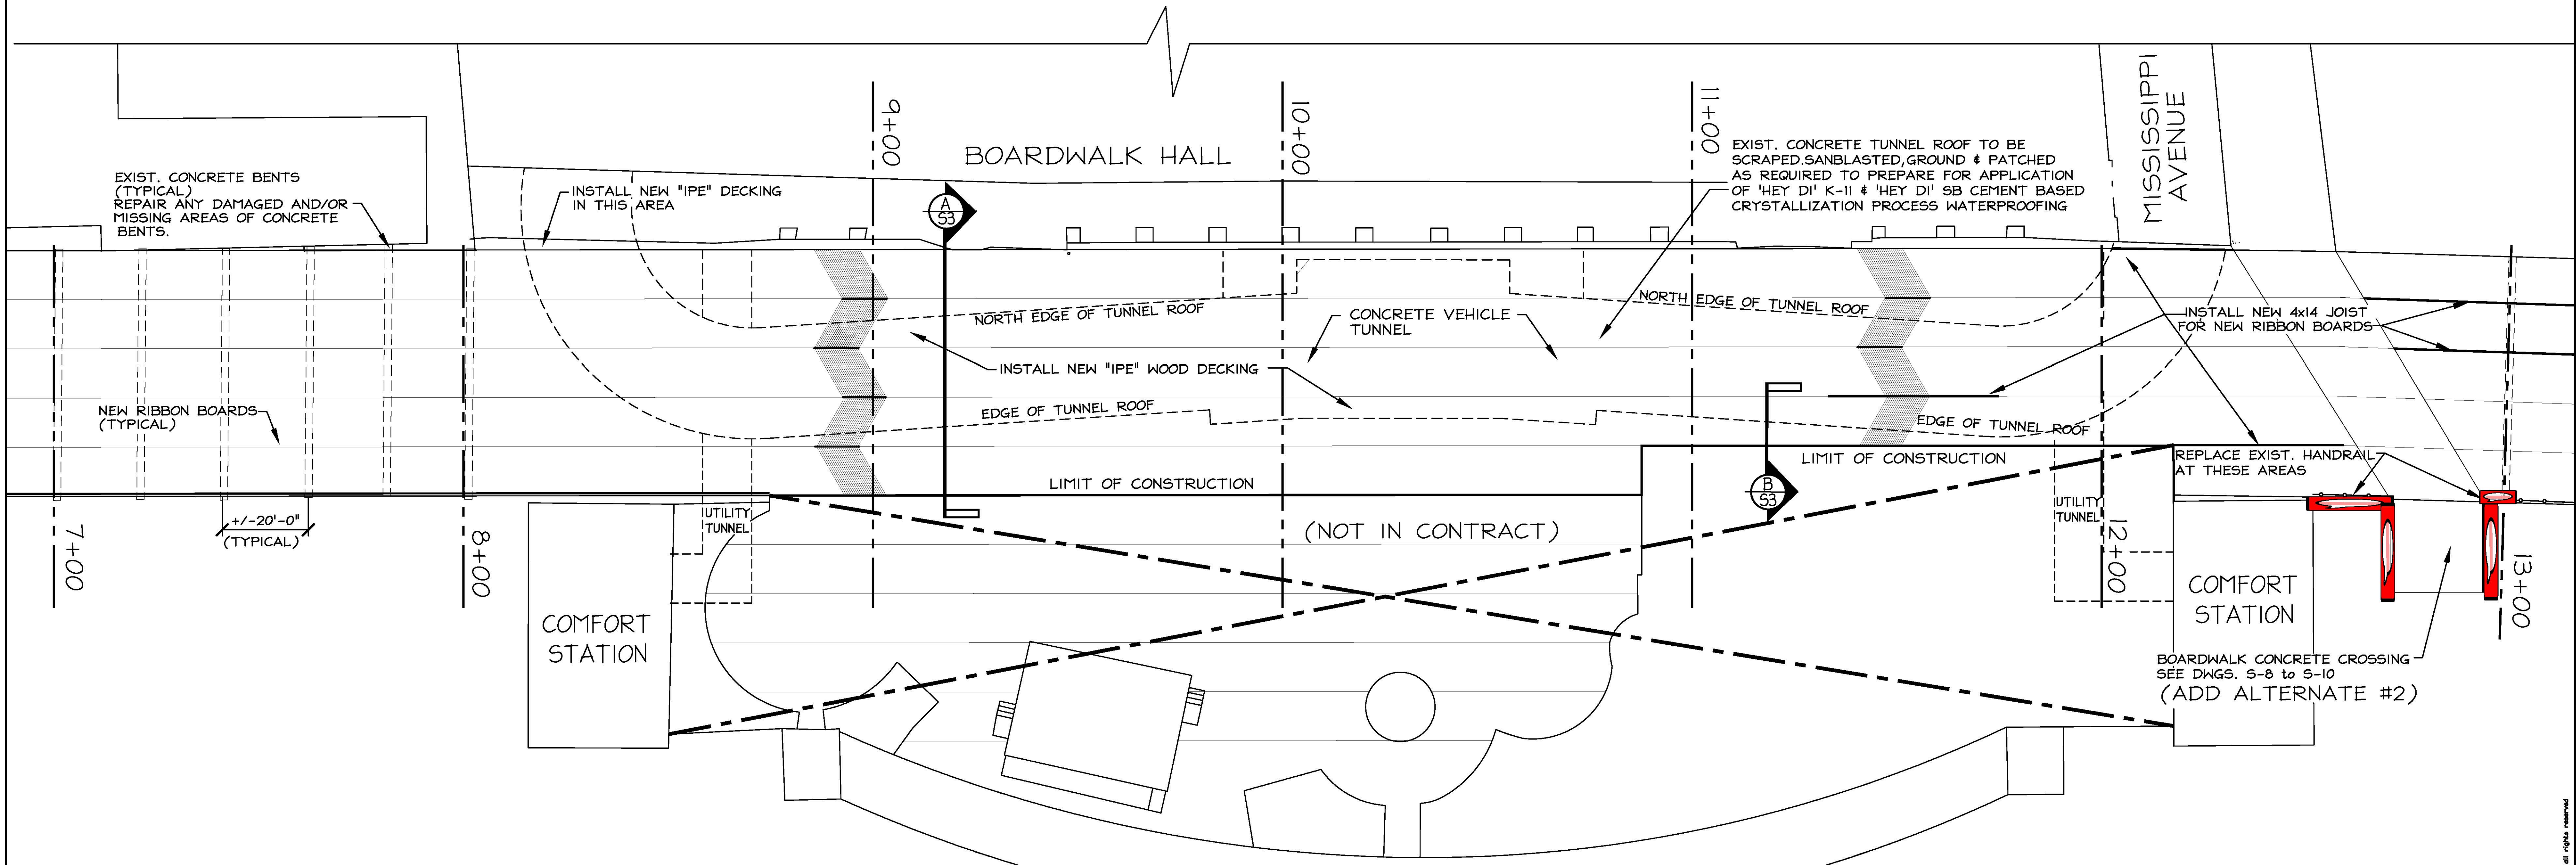 EXIST. CONCRETE BENTS
(TYPICAL)
REPAIR ANY DAMAGED AND/OR
MISSING AREAS OF CONCRETE
BENTS.
INSTALL NEW "IPE" DECKING
IN THIS AREA
9+00
BOARDWALK HALL
10+00
11+00
EXIST. CONCRETE TUNNEL ROOF TO BE
SCRAPED.SANBLASTED,GROUND & PATCHED
AS REQUIRED TO PREPARE FOR APPLICATION
OF 'HEY DI' K-11 & 'HEY DI' SB CEMENT BASED
CRYSTALLIZATION PROCESS WATERPROOFING
MISSISSIPPI
AVENUE
A
S3
NORTH EDGE OF TUNNEL ROOF
CONCRETE VEHICLE
TUNNEL
NORTH EDGE OF TUNNEL ROOF
INSTALL NEW 4x14 JOIST
FOR NEW RIBBON BOARDS
INSTALL NEW "IPE" WOOD DECKING
NEW RIBBON BOARDS
(TYPICAL)
EDGE OF TUNNEL ROOF
EDGE OF TUNNEL ROOF
LIMIT OF CONSTRUCTION
LIMIT OF CONSTRUCTION
REPLACE EXIST. HANDRAIL
AT THESE AREAS
B
S3
+/-20'-0"
(TYPICAL)
UTILITY
TUNNEL
(NOT IN CONTRACT)
UTILITY
TUNNEL
7+00
8+00
12+00
13+00
COMFORT
STATION
COMFORT
STATION
BOARDWALK CONCRETE CROSSING
SEE DWGS. S-8 to S-10
(ADD ALTERNATE #2)
all rights reserved